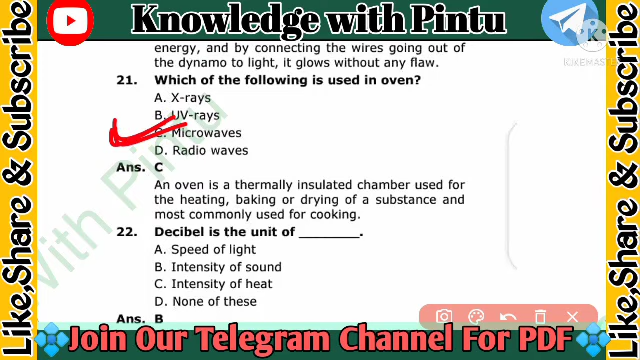 Knowledge with Pintu
KINEMASTER
energy, and by connecting the wires going out of
the dynamo to light, it glows without any flaw.
21. Which of the following is used in oven?
A. X-rays
B. UV-rays
C. Microwaves
D. Radio waves
Ans. C
An oven is a thermally insulated chamber used for
the heating, baking or drying of a substance and
most commonly used for cooking.
22. Decibel is the unit of ________.
A. Speed of light
B. Intensity of sound
C. Intensity of heat
D. None of these
Ans. B
with Pintu
Like,Share & Subscribe
Like,Share & Subscribe
Join Our Telegram Channel For PDF